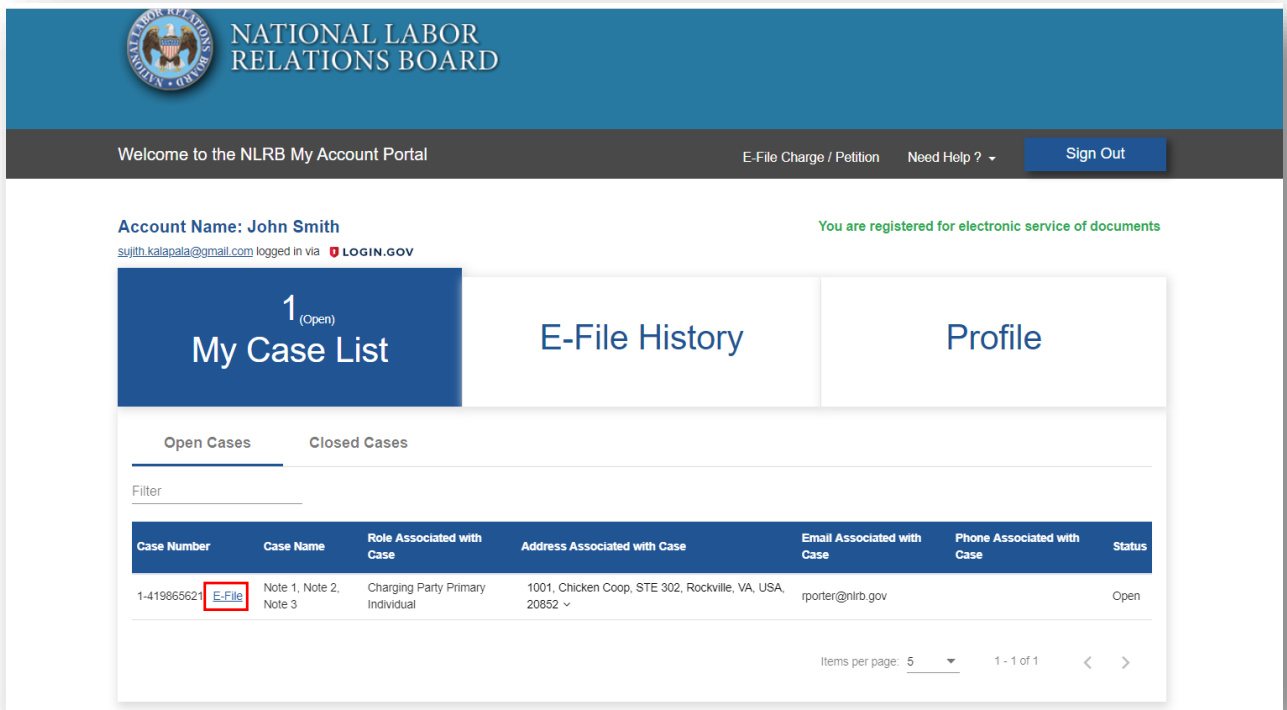 NATIONAL LABOR
RELATIONS BOARD
Welcome to the NLRB My Account Portal
E-File Charge / Petition Need Help ? Sign Out
Account Name: John Smith
You are registered for electronic service of documents
sujith.kalapala@gmail.com logged in via LOGIN.GOV
1 (Open)
My Case List
E-File History
Profile
Open Cases Closed Cases
Filter
Case Number Case Name Role Associated with Case Address Associated with Case Email Associated with Case Phone Associated with Case Status
1-419865621 E-File Note 1, Note 2, Note 3 Charging Party Primary Individual 1001, Chicken Coop, STE 302, Rockville, VA, USA, 20852 rporter@nlrb.gov Open
Items per page: 5 1 - 1 of 1